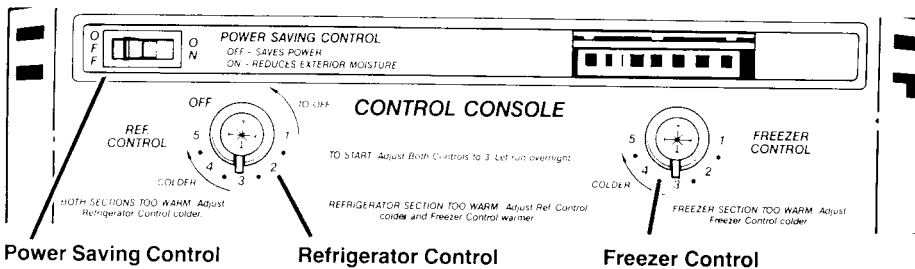 OFF
ON
POWER SAVING CONTROL
OFF - SAVES POWER
ON - REDUCES EXTERIOR MOISTURE
CONTROL CONSOLE
OFF
TO OFF
REF. CONTROL
5
4
3
2
1
COLDER
TO START Adjust Both Controls to 3 Let run overnight
5
4
3
2
1
FREEZER CONTROL
COLDER
BOTH SECTIONS TOO WARM. Adjust
Refrigerator Control colder.
REFRIGERATOR SECTION TOO WARM Adjust Ref. Control
colder and Freezer Control warmer
FREEZER SECTION TOO WARM Adjust
Freezer Control colder
Power Saving Control
Refrigerator Control
Freezer Control